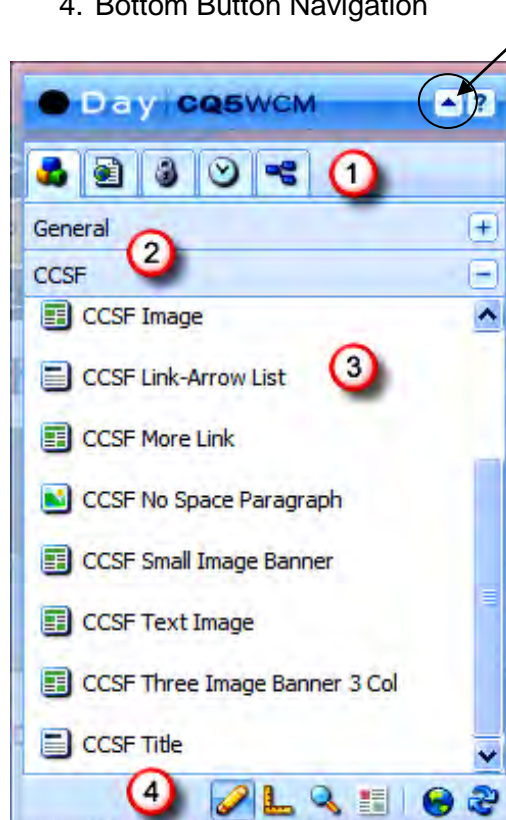 4. Bottom Button Navigation
Day CQ5WCM ?
1
General
2
CCSF
CCSF Image
CCSF Link-Arrow List
3
CCSF More Link
CCSF No Space Paragraph
CCSF Small Image Banner
CCSF Text Image
CCSF Three Image Banner 3 Col
CCSF Title
4